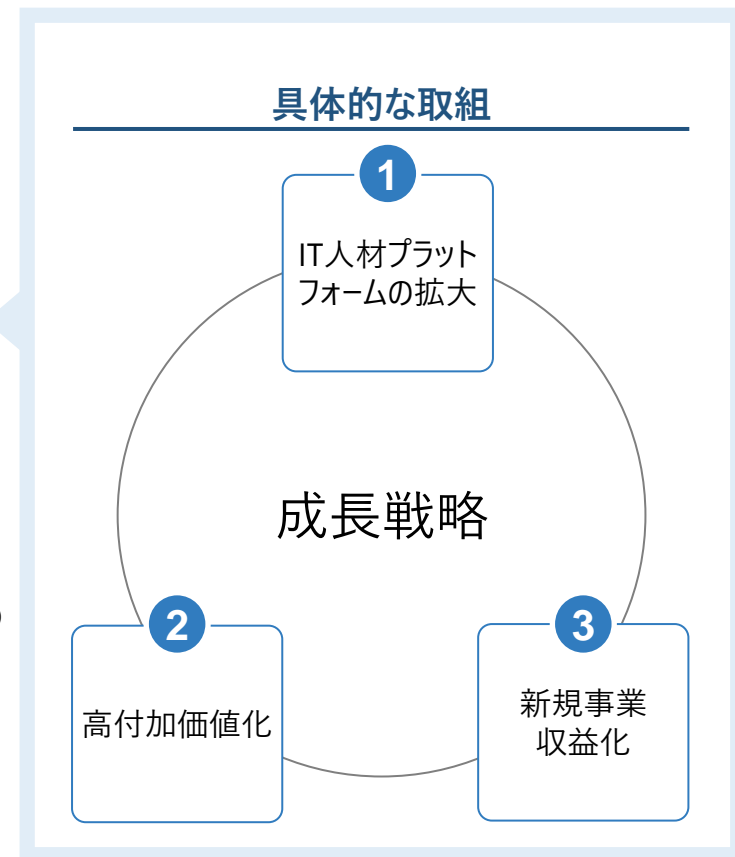 具体的な取組
1
IT人材プラット
フォームの拡大
成長戦略
2
高付加価値化
3
新規事業
収益化